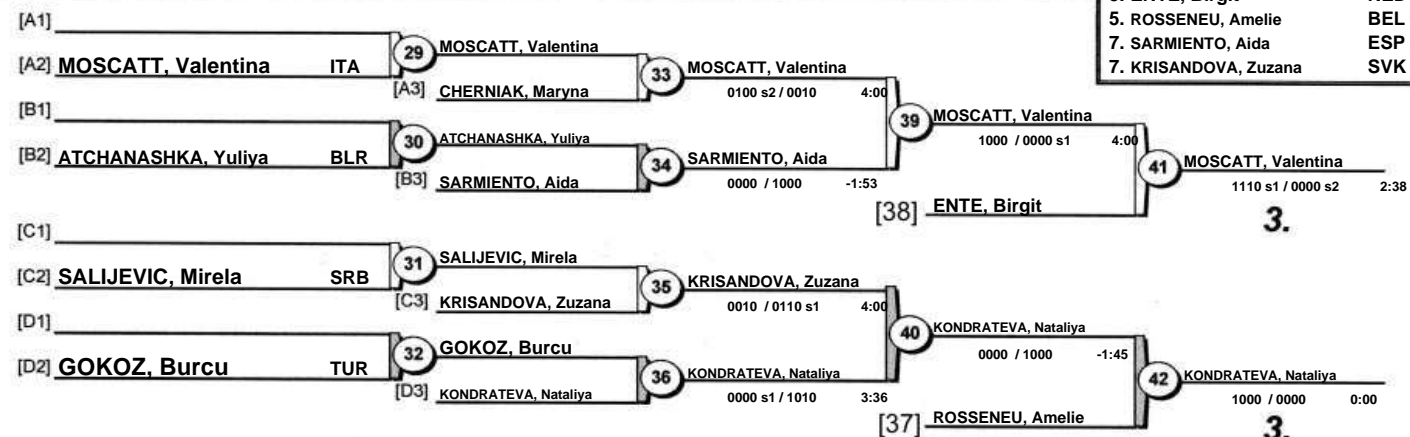 5. ROSSENEU, Amelie BEL
7. SARMIENTO, Aida ESP
7. KRISANDOVA, Zuzana SVK
[A1]
29 MOSCATT, Valentina
[A2] MOSCATT, Valentina ITA
33 MOSCATT, Valentina
[A3] CHERNIAK, Maryna
0100 s2 / 0010 4:00
[B1]
39 MOSCATT, Valentina
30 ATCHANASHKA, Yuliya
1000 / 0000 s1 4:00
[B2] ATCHANASHKA, Yuliya BLR
34 SARMIENTO, Aida
41 MOSCATT, Valentina
[B3] SARMIENTO, Aida
0000 / 1000 -1:53
1110 s1 / 0000 s2 2:38
[38] ENTE, Birgit
3.
[C1]
31 SALIJEVIC, Mirela
[C2] SALIJEVIC, Mirela SRB
35 KRISANDOVA, Zuzana
[C3] KRISANDOVA, Zuzana
0010 / 0110 s1 4:00
[D1]
40 KONDRATEVA, Nataliya
32 GOKOZ, Burcu
0000 / 1000 -1:45
[D2] GOKOZ, Burcu TUR
36 KONDRATEVA, Nataliya
42 KONDRATEVA, Nataliya
[D3] KONDRATEVA, Nataliya
0000 s1 / 1010 3:36
1000 / 0000 0:00
[37] ROSSENEU, Amelie
3.